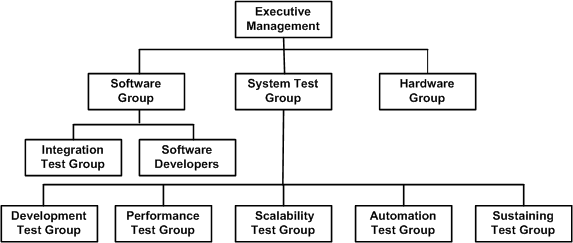 Executive
Management
Software
Group
System Test
Group
Hardware
Group
Integration
Test Group
Software
Developers
Development
Test Group
Performance
Test Group
Scalability
Test Group
Automation
Test Group
Sustaining
Test Group